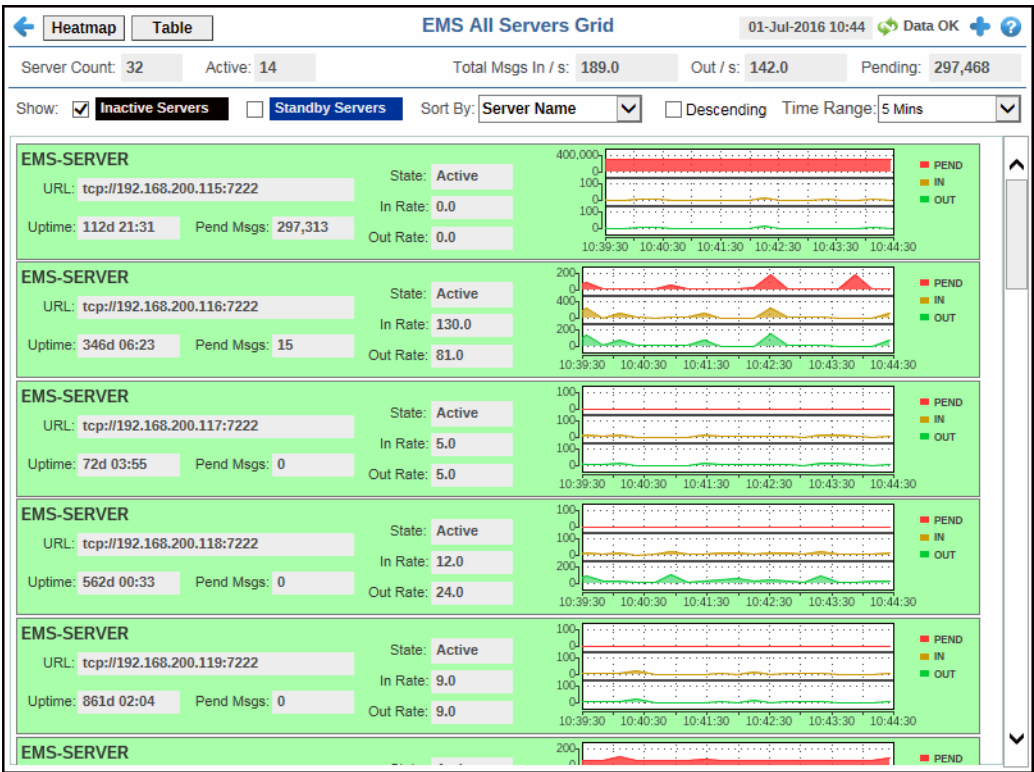 Heatmap Table EMS All Servers Grid 01-Jul-2016 10:44 Data OK
Server Count: 32 Active: 14 Total Msgs In / s: 189.0 Out / s: 142.0 Pending: 297,468
Show: Inactive Servers Standby Servers Sort By: Server Name Descending Time Range: 5 Mins
EMS-SERVER
URL: tcp://192.168.200.115:7222
Uptime: 112d 21:31 Pend Msgs: 297,313
State: Active
In Rate: 0.0
Out Rate: 0.0
400,000
0
100
0
100
0
10:39:30 10:40:30 10:41:30 10:42:30 10:43:30 10:44:30
PEND
IN
OUT
EMS-SERVER
URL: tcp://192.168.200.116:7222
Uptime: 346d 06:23 Pend Msgs: 15
State: Active
In Rate: 130.0
Out Rate: 81.0
200
0
400
0
200
0
10:39:30 10:40:30 10:41:30 10:42:30 10:43:30 10:44:30
PEND
IN
OUT
EMS-SERVER
URL: tcp://192.168.200.117:7222
Uptime: 72d 03:55 Pend Msgs: 0
State: Active
In Rate: 5.0
Out Rate: 5.0
100
0
100
0
100
0
10:39:30 10:40:30 10:41:30 10:42:30 10:43:30 10:44:30
PEND
IN
OUT
EMS-SERVER
URL: tcp://192.168.200.118:7222
Uptime: 562d 00:33 Pend Msgs: 0
State: Active
In Rate: 12.0
Out Rate: 24.0
100
0
100
0
200
0
10:39:30 10:40:30 10:41:30 10:42:30 10:43:30 10:44:30
PEND
IN
OUT
EMS-SERVER
URL: tcp://192.168.200.119:7222
Uptime: 861d 02:04 Pend Msgs: 0
State: Active
In Rate: 9.0
Out Rate: 9.0
100
0
100
0
100
0
10:39:30 10:40:30 10:41:30 10:42:30 10:43:30 10:44:30
PEND
IN
OUT
EMS-SERVER
200
PEND